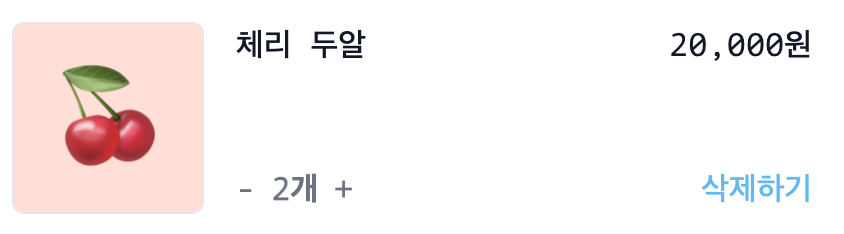 체리 두알 20,000원
- 2개 + 삭제하기